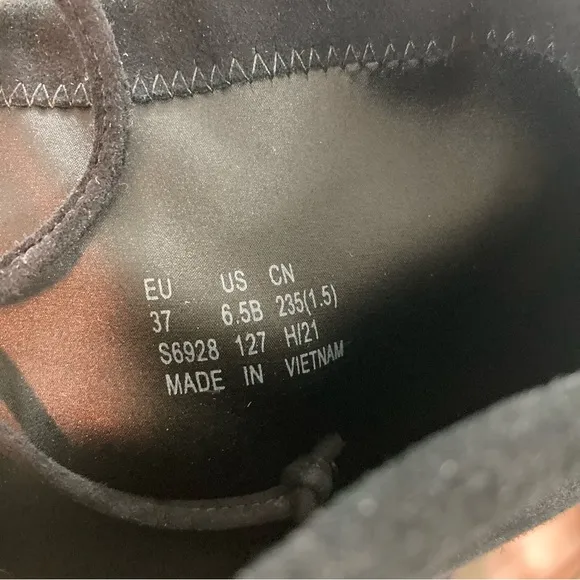 EU US CN
37 6.5B 235(1.5)
S6928 127 H/21
MADE IN VIETNAM